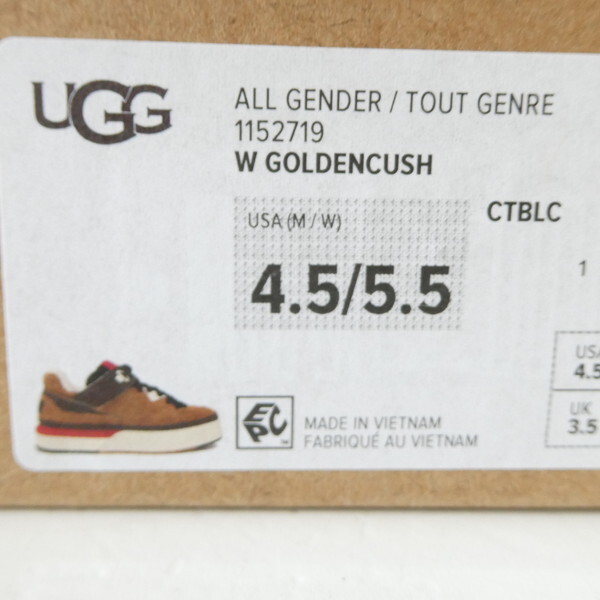 UGG
ALL GENDER / TOUT GENRE
1152719
W GOLDENCUSH
USA (M / W)
CTBLC
4.5/5.5
1
USA
4.5
UK
3.5
EPC
MADE IN VIETNAM
FABRIQUÉ AU VIETNAM